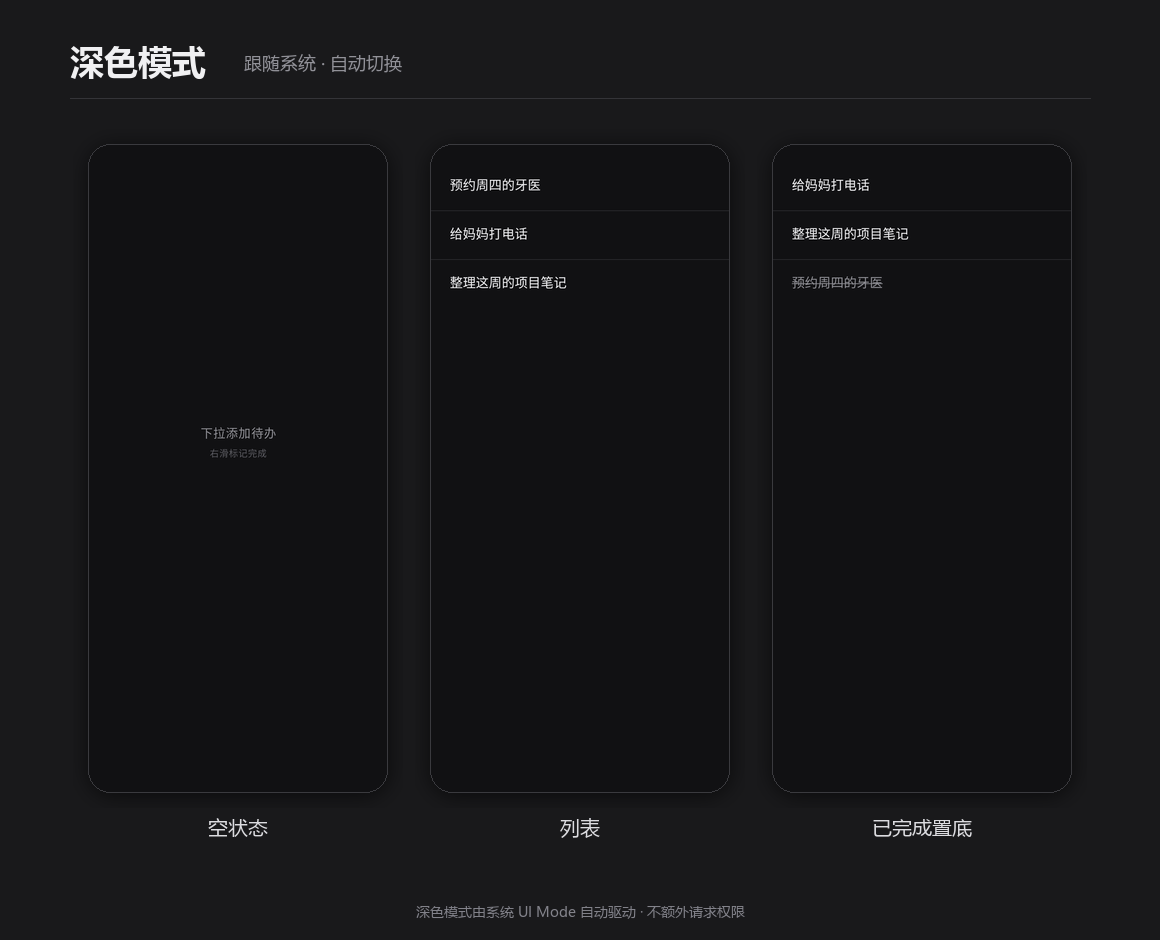 深色模式
跟随系统 · 自动切换
下拉添加待办
右滑标记完成
空状态
预约周四的牙医
给妈妈打电话
整理这周的项目笔记
列表
给妈妈打电话
整理这周的项目笔记
预约周四的牙医
已完成置底
深色模式由系统 UI Mode 自动驱动 · 不额外请求权限